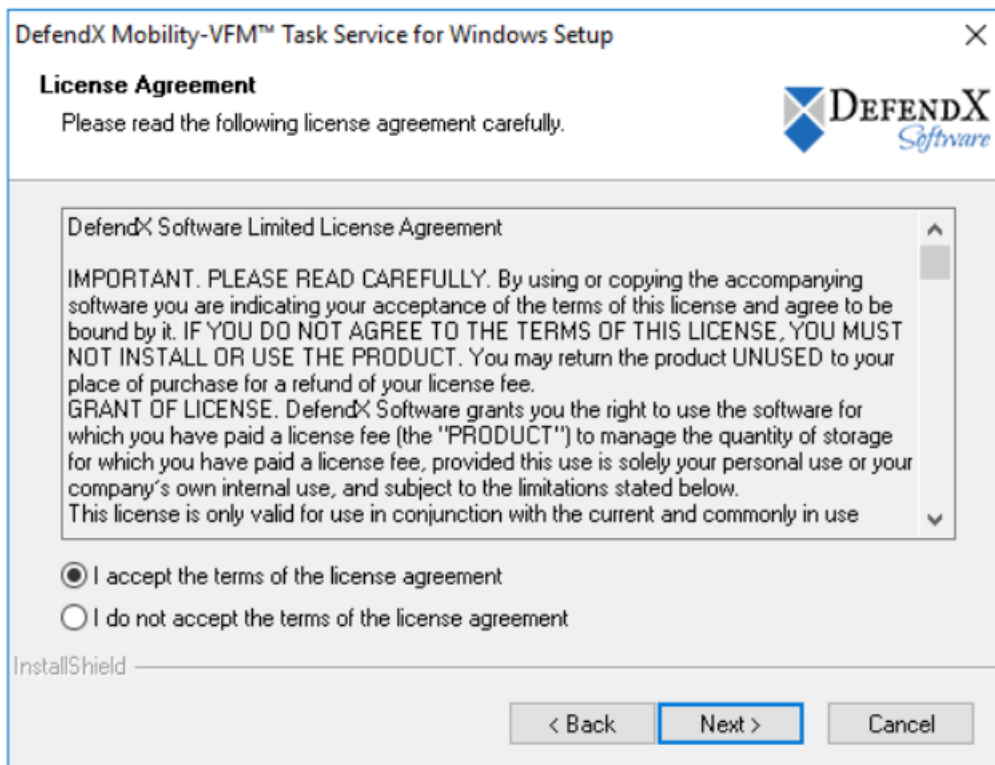 DefendX Mobility-VFM™ Task Service for Windows Setup
License Agreement
Please read the following license agreement carefully.
DEFENDX
Software
DefendX Software Limited License Agreement
IMPORTANT. PLEASE READ CAREFULLY. By using or copying the accompanying
software you are indicating your acceptance of the terms of this license and agree to be
bound by it. IF YOU DO NOT AGREE TO THE TERMS OF THIS LICENSE, YOU MUST
NOT INSTALL OR USE THE PRODUCT. You may return the product UNUSED to your
place of purchase for a refund of your license fee.
GRANT OF LICENSE. DefendX Software grants you the right to use the software for
which you have paid a license fee (the "PRODUCT") to manage the quantity of storage
for which you have paid a license fee, provided this use is solely your personal use or your
company's own internal use, and subject to the limitations stated below.
This license is only valid for use in conjunction with the current and commonly in use
I accept the terms of the license agreement
I do not accept the terms of the license agreement
InstallShield
< Back Next > Cancel